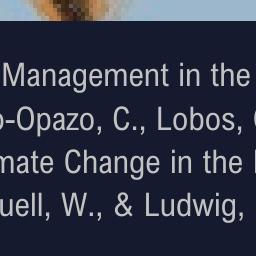 Management in the
o-Opazo, C., Lobos,
mate Change in the
uell, W., & Ludwig,